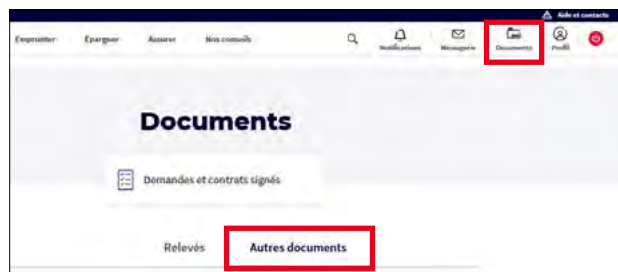 Aide et contacts
Emprunter Epargner Assurer Nos conseils
Notifications Messagerie Documents Profil
Documents
Demandes et contrats signés
Relevés Autres documents